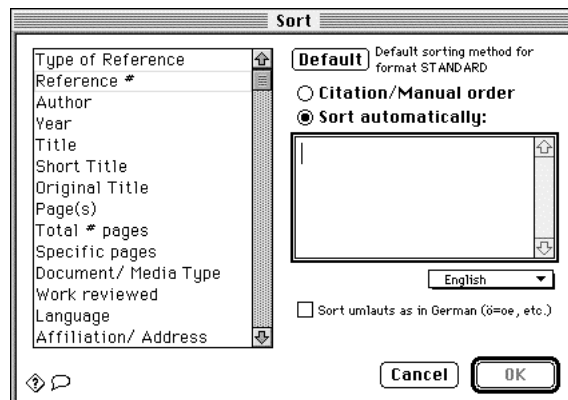 Sort
Type of Reference
Reference #
Author
Year
Title
Short Title
Original Title
Page(s)
Total # pages
Specific pages
Document/ Media Type
Work reviewed
Language
Affiliation/ Address
Default
Default sorting method for
format STANDARD
Citation/Manual order
Sort automatically:
English
Sort umlauts as in German (ö=oe, etc.)
?
Cancel
OK